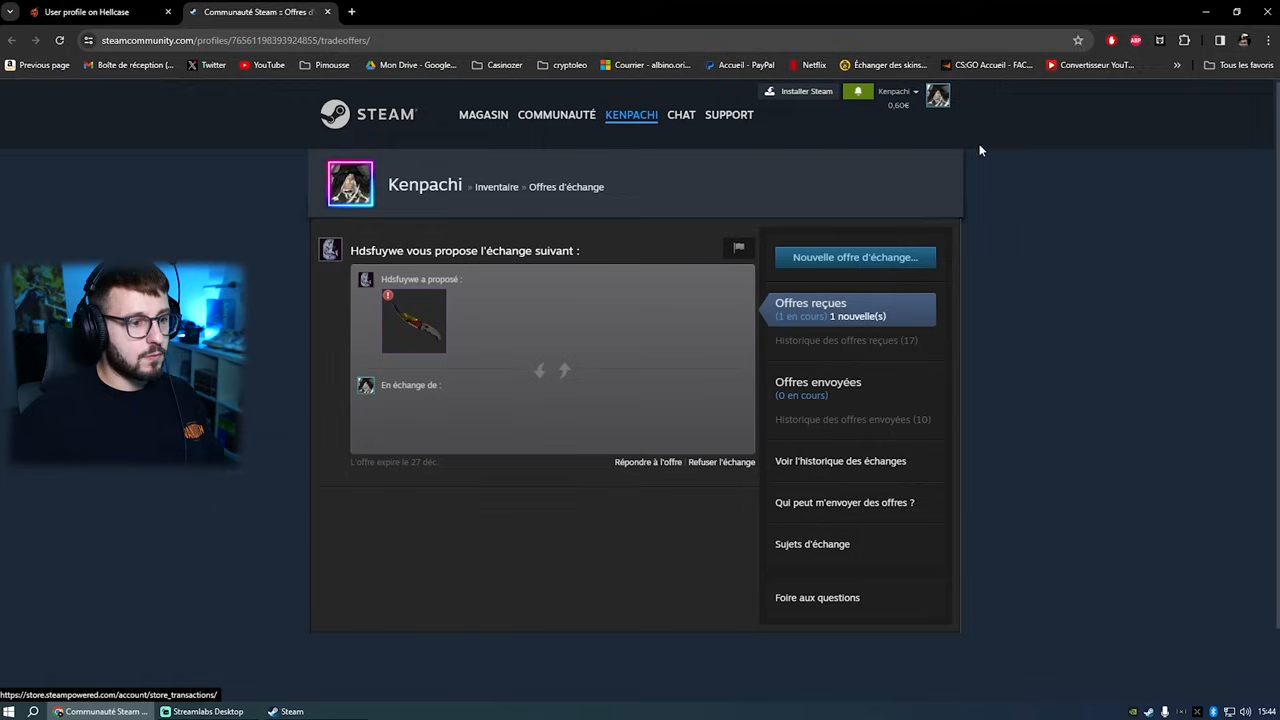 User profile on Hellcase
Communauté Steam :: Offres d'
steamcommunity.com/profiles/76561198393924855/tradeoffers/
Previous page
Boîte de réception (...
Twitter
YouTube
Pimousse
Mon Drive - Google...
Casinozer
cryptoleo
Courrier - albino.ori...
Accueil - PayPal
Netflix
Échanger des skins...
CS:GO Accueil - FAC...
Convertisseur YouT...
»
Tous les favoris
STEAM
MAGASIN COMMUNAUTÉ KENPACHI CHAT SUPPORT
Installer Steam
Kenpachi
0,60€
Kenpachi » Inventaire » Offres d'échange
Hdsfuywe vous propose l'échange suivant :
Hdsfuywe a proposé :
En échange de :
L'offre expire le 27 déc.
Répondre à l'offre Refuser l'échange
Nouvelle offre d'échange...
Offres reçues
(1 en cours) 1 nouvelle(s)
Historique des offres reçues (17)
Offres envoyées
(0 en cours)
Historique des offres envoyées (10)
Voir l'historique des échanges
Qui peut m'envoyer des offres ?
Sujets d'échange
Foire aux questions
https://store.steampowered.com/account/store_transactions/
Communauté Steam ...
Streamlabs Desktop
Steam
15:44